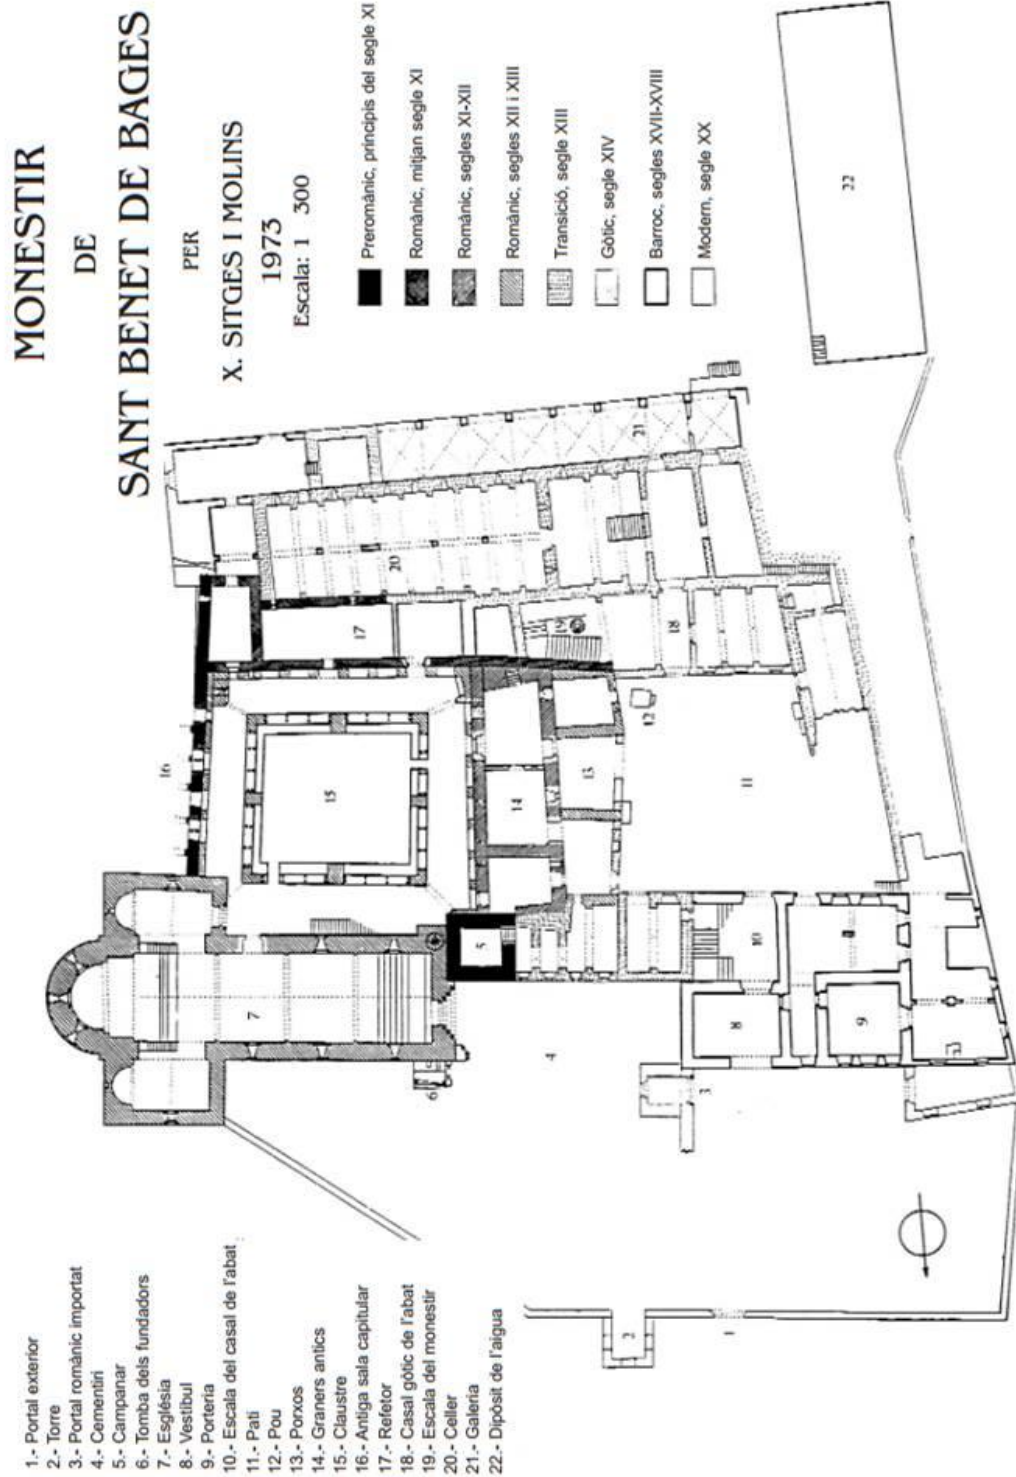 MONESTIR
DE
SANT BENET DE BAGES
PER
X. SITGES I MOLINS
1973
Escala: 1 300
Preromànic, principis del segle XI
Romànic, mitjan segle XI
Romànic, segles XI-XII
Romànic, segles XII i XIII
Transició, segle XIII
Gòtic, segle XIV
Barroc, segles XVII-XVIII
Modern, segle XX
1.- Portal exterior
2.- Torre
3.- Portal romànic importat
4.- Cementiri
5.- Campanar
6.- Tomba dels fundadors
7.- Església
8.- Vestíbul
9.- Porteria
10.- Escala del casal de l'abat
11.- Pati
12.- Pou
13.- Porxos
14.- Graners antics
15.- Claustre
16.- Antiga sala capitular
17.- Refetor
18.- Casal gòtic de l'abat
19.- Escala del monestir
20.- Celler
21.- Galeria
22.- Dipòsit de l'aigua
16
15
17
20
21
22
19
18
12
13
14
11
5
7
6
4
10
8
9
3
2
1